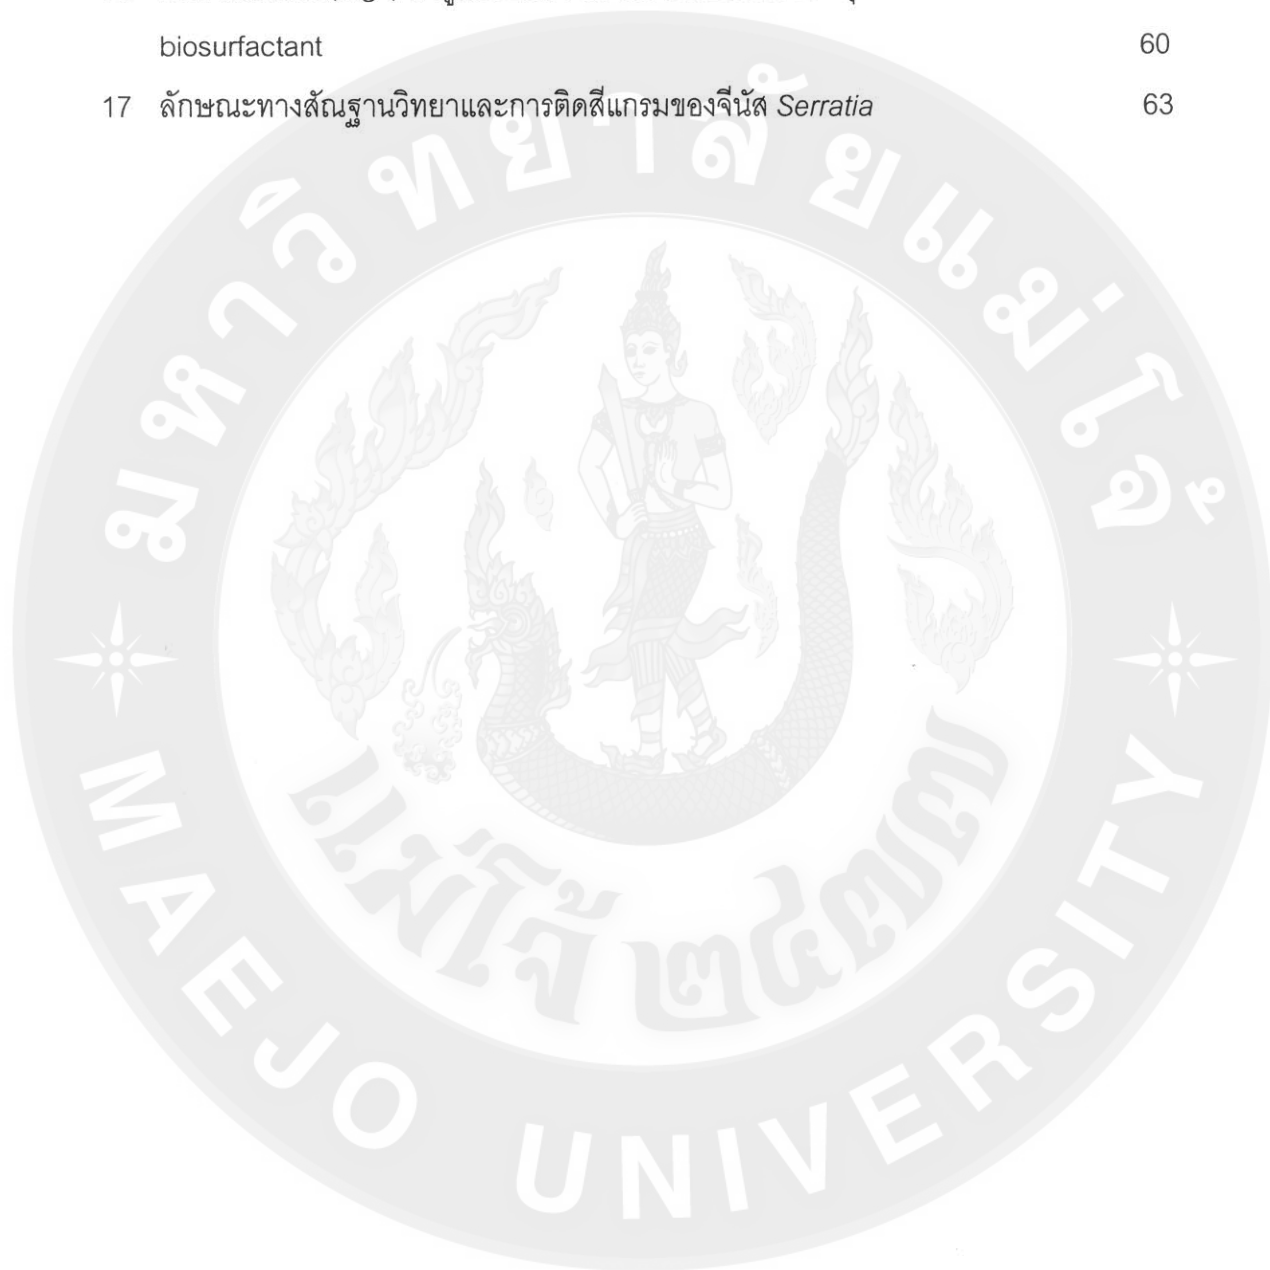 biosurfactant 60
17 ลักษณะทางสัณฐานวิทยาและการติดสีแกรมของจีนัส Serratia 63
มหาวิทยาลัยแม่โจ้
แม่โจ้ ๒๔๗๗
MAEJO UNIVERSITY